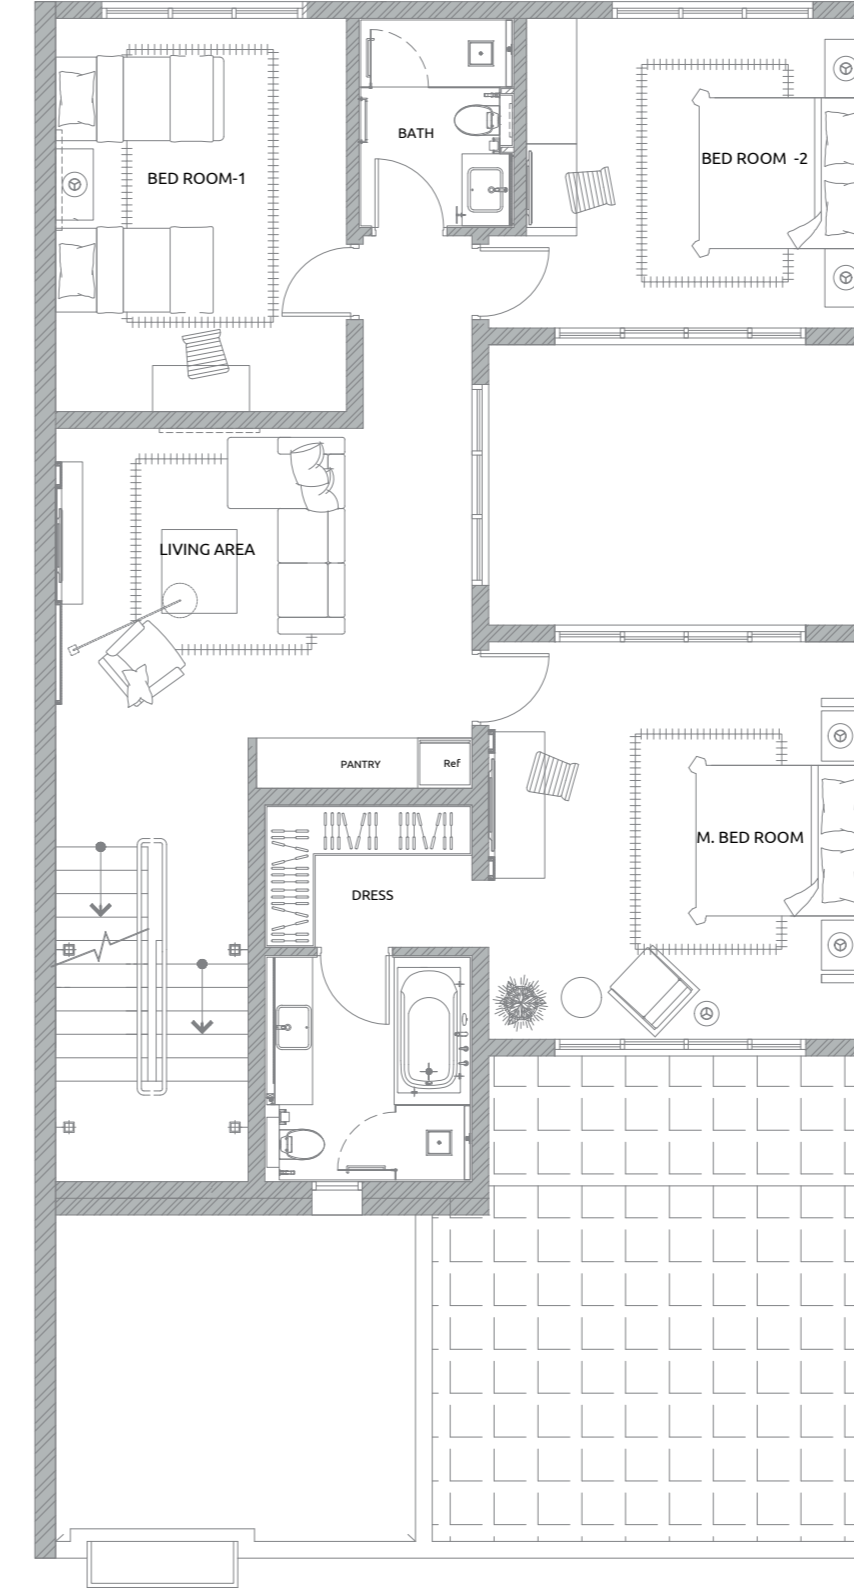 BATH
BED ROOM -2
BED ROOM-1
LIVING AREA
PANTRY
Ref
M. BED ROOM
DRESS